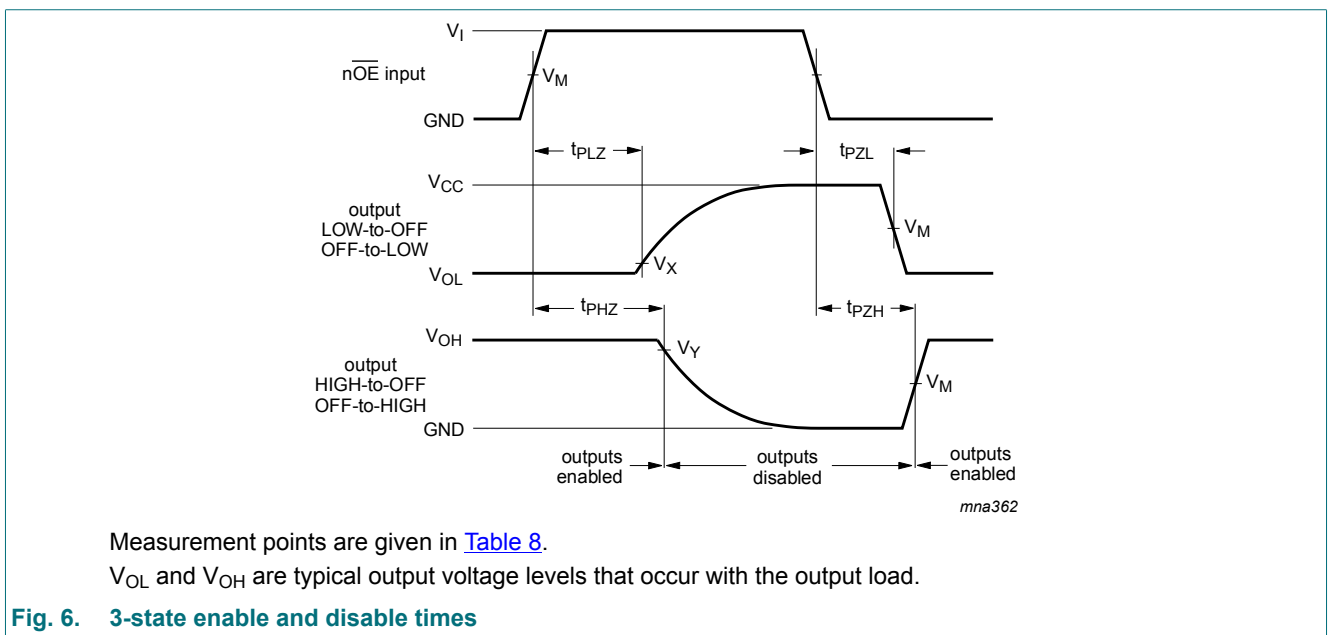 V_I
nOE input
V_M
GND
t_PLZ
t_PZL
V_CC
output
LOW-to-OFF
OFF-to-LOW
V_M
V_X
V_OL
t_PHZ
t_PZH
V_OH
V_Y
output
HIGH-to-OFF
OFF-to-HIGH
V_M
GND
outputs
enabled
outputs
disabled
outputs
enabled
mna362
Measurement points are given in Table 8.
V_OL and V_OH are typical output voltage levels that occur with the output load.
Fig. 6. 3-state enable and disable times